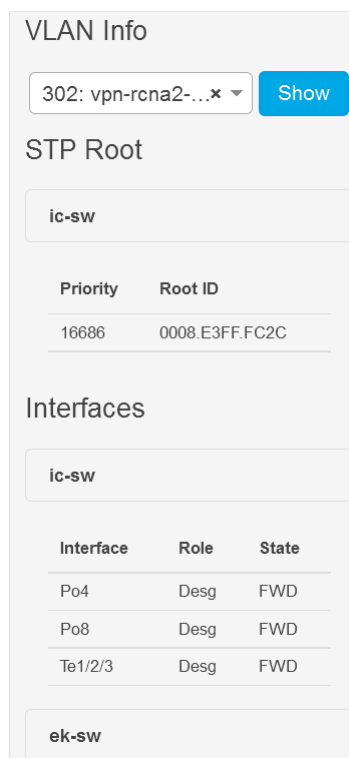 VLAN Info
302: vpn-rcna2-...× Show
STP Root
ic-sw
Priority Root ID
16686 0008.E3FF.FC2C
Interfaces
ic-sw
Interface Role State
Po4 Desg FWD
Po8 Desg FWD
Te1/2/3 Desg FWD
ek-sw